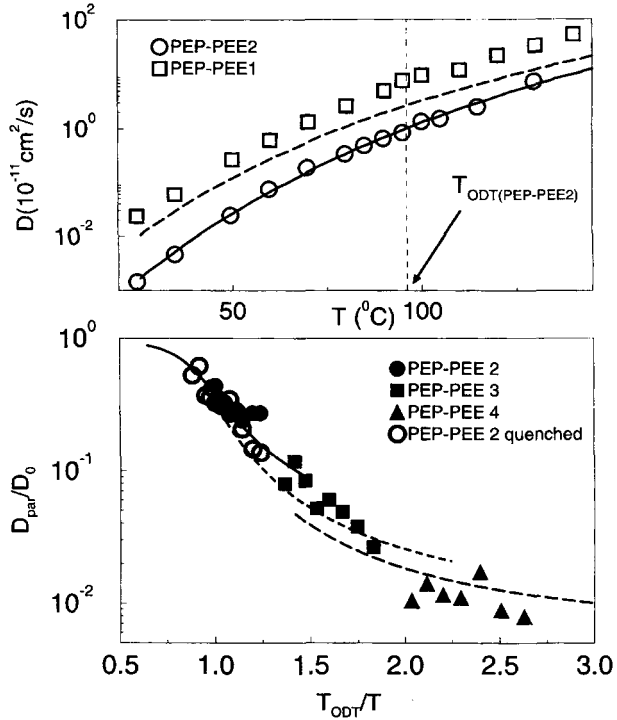 10²
PEP-PEE2
PEP-PEE1
10⁰
10⁻²
D(10⁻¹¹cm²/s)
T_ODT(PEP-PEE2)
50
T (⁰C)
100
10⁰
PEP-PEE 2
PEP-PEE 3
PEP-PEE 4
PEP-PEE 2 quenched
10⁻¹
D_par/D_0
10⁻²
0.5 1.0 1.5 2.0 2.5 3.0
T_ODT/T